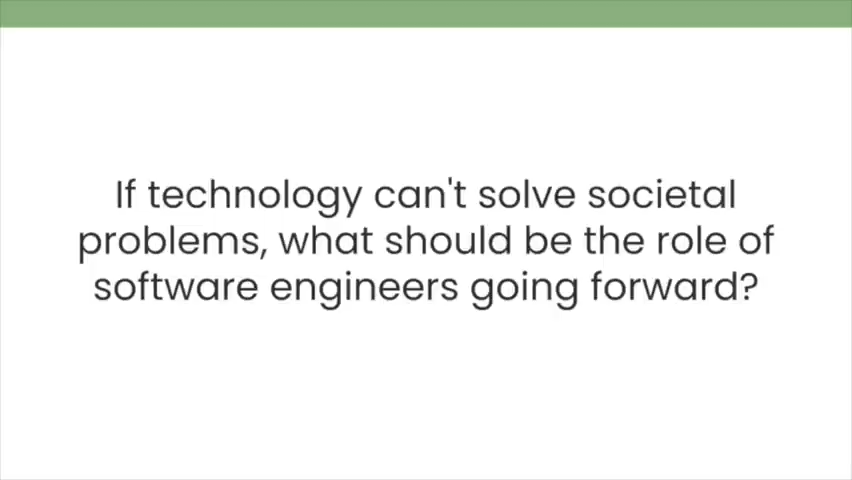 If technology can't solve societal
problems, what should be the role of
software engineers going forward?